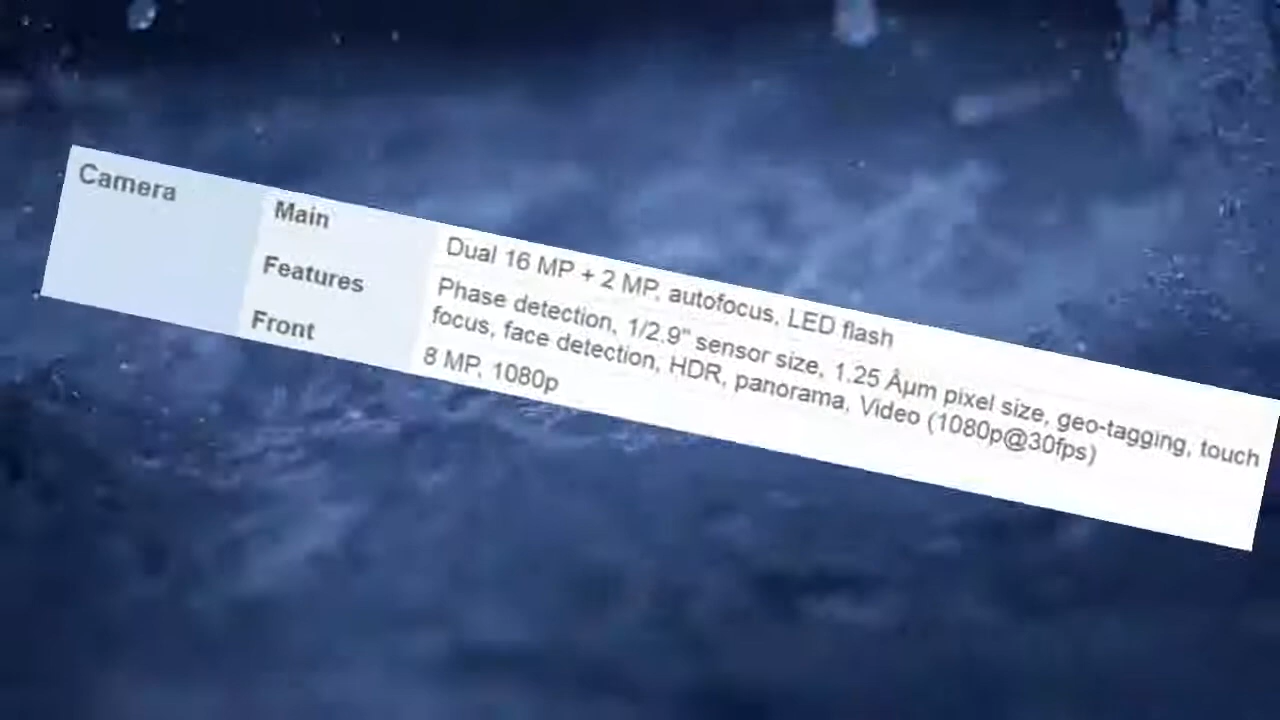 Camera
Main
Dual 16 MP + 2 MP, autofocus, LED flash
Features
Phase detection, 1/2.9" sensor size, 1.25 Âµm pixel size, geo-tagging, touch
focus, face detection, HDR, panorama, Video (1080p@30fps)
Front
8 MP, 1080p